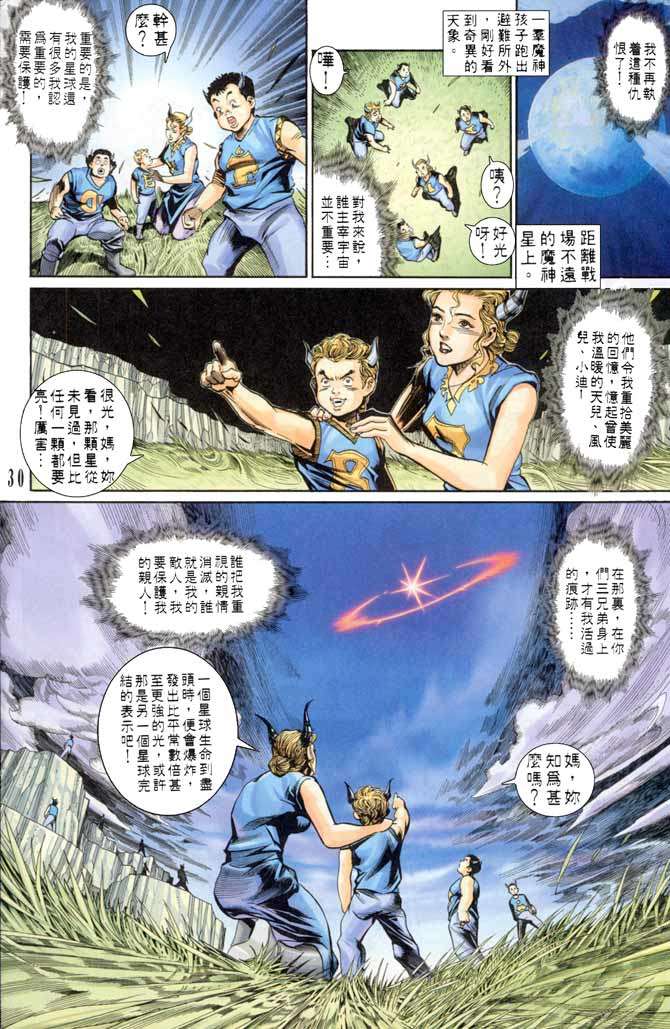 我不再執
着這種仇
恨了!
距離戰
場不遠
的魔神
星上。
一羣魔神
孩子跑出
避難所外
，剛好看
到奇異的
天象。
嘩!
咦?
好光
呀!
對我來說，
誰主宰宇宙
並不重要…
幹甚
麼?
重要的是，
我的星球還
有很多我認
爲重要的，
需要保護!
他們令我重拾美麗
的回憶，憶起曾使
我溫暖的天兒、風
兒、小迪!
很光，媽，妳
看，那顆星從
未見過，但比
任何一顆都要
亮!厲害…
30
在那裏，在你
們三兄弟身上
，才有我活過
的痕跡……
誰把我重
視的親情
消滅，誰
就是我的
敵人，我
要保護我
的親人!
媽，妳
知爲甚
麼嗎?
一個星球生命到盡
頭時，便會爆炸，
發出比平常數倍甚
至更強的光，或許
那是另一個星球完
結的表示吧!